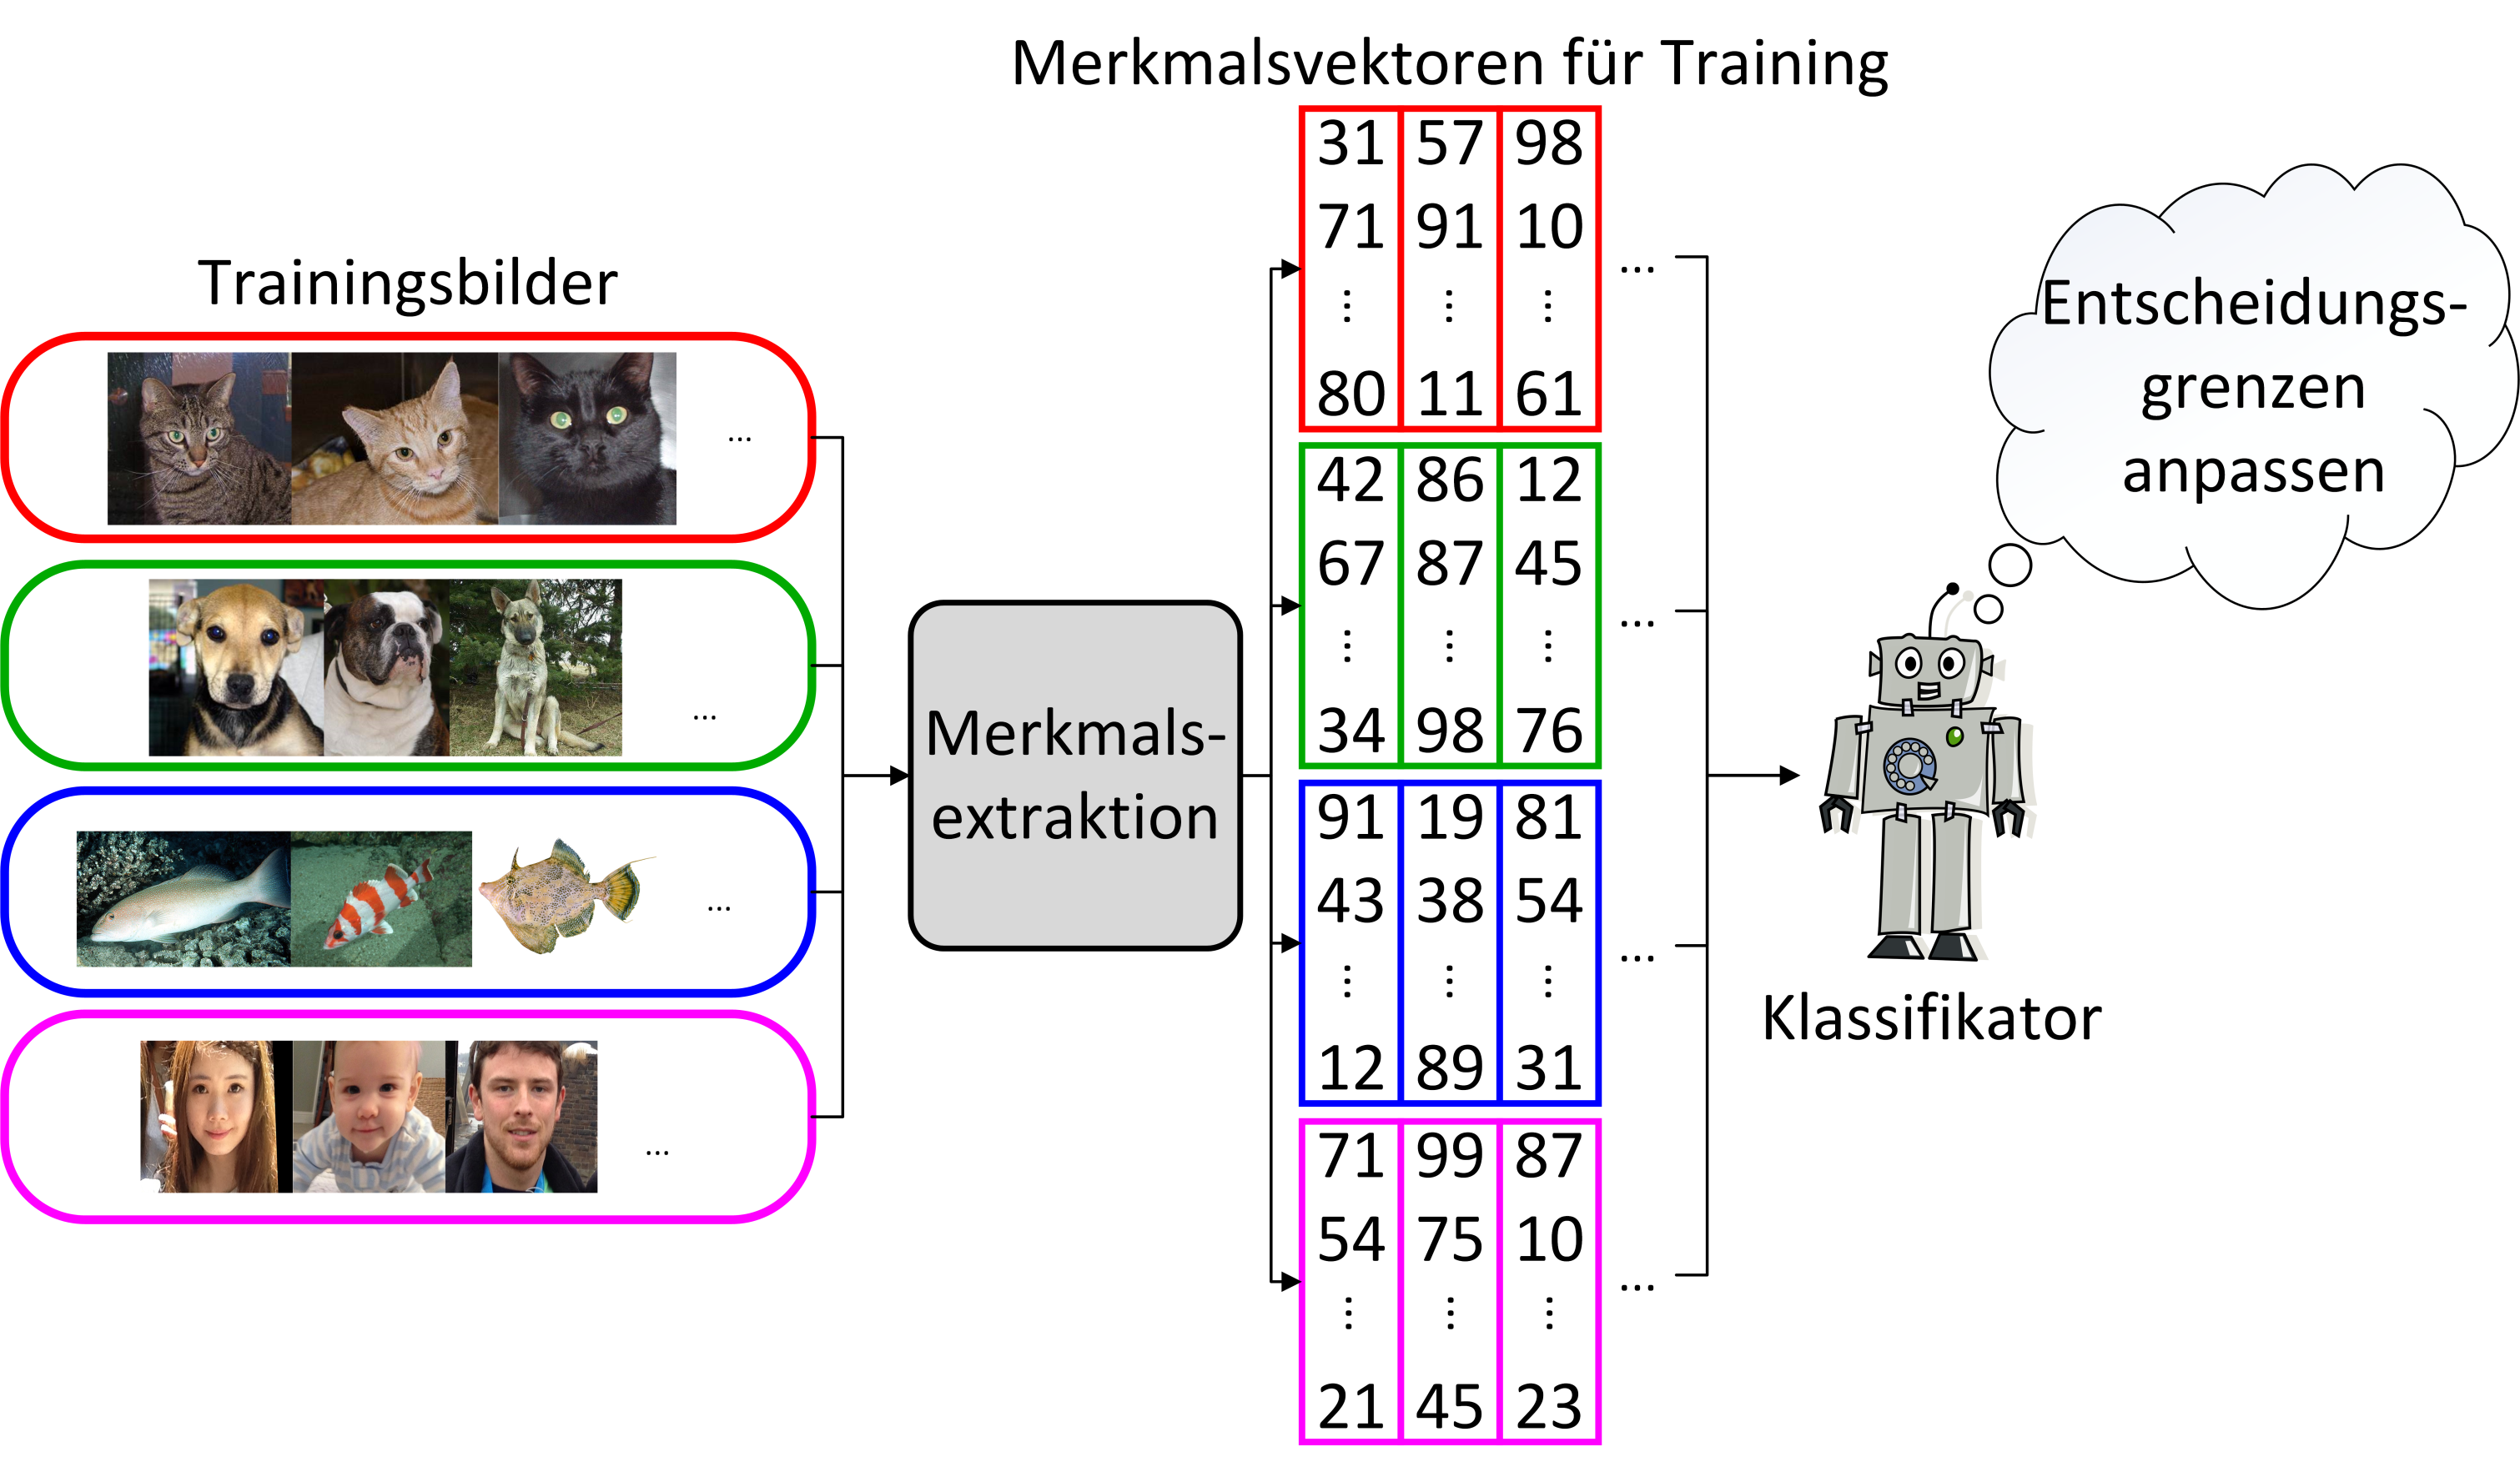 Merkmalsvektoren für Training
Trainingsbilder
...
...
...
...
Merkmals-
extraktion
31 57 98
71 91 10
⋮ ⋮ ⋮
80 11 61
...
42 86 12
67 87 45
⋮ ⋮ ⋮
34 98 76
...
91 19 81
43 38 54
⋮ ⋮ ⋮
12 89 31
...
71 99 87
54 75 10
⋮ ⋮ ⋮
21 45 23
...
Entscheidungs-
grenzen
anpassen
Klassifikator